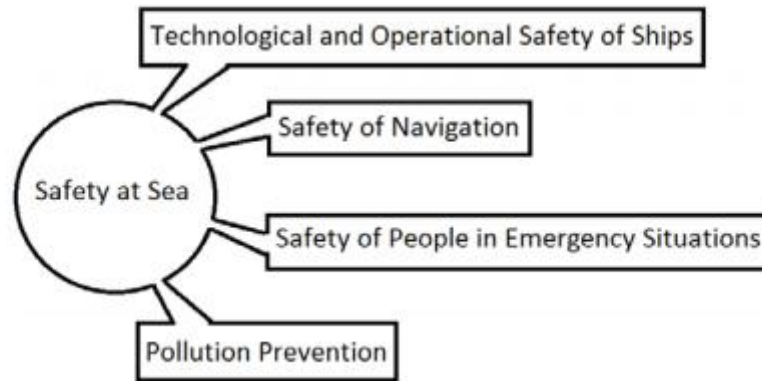 Technological and Operational Safety of Ships
Safety of Navigation
Safety at Sea
Safety of People in Emergency Situations
Pollution Prevention